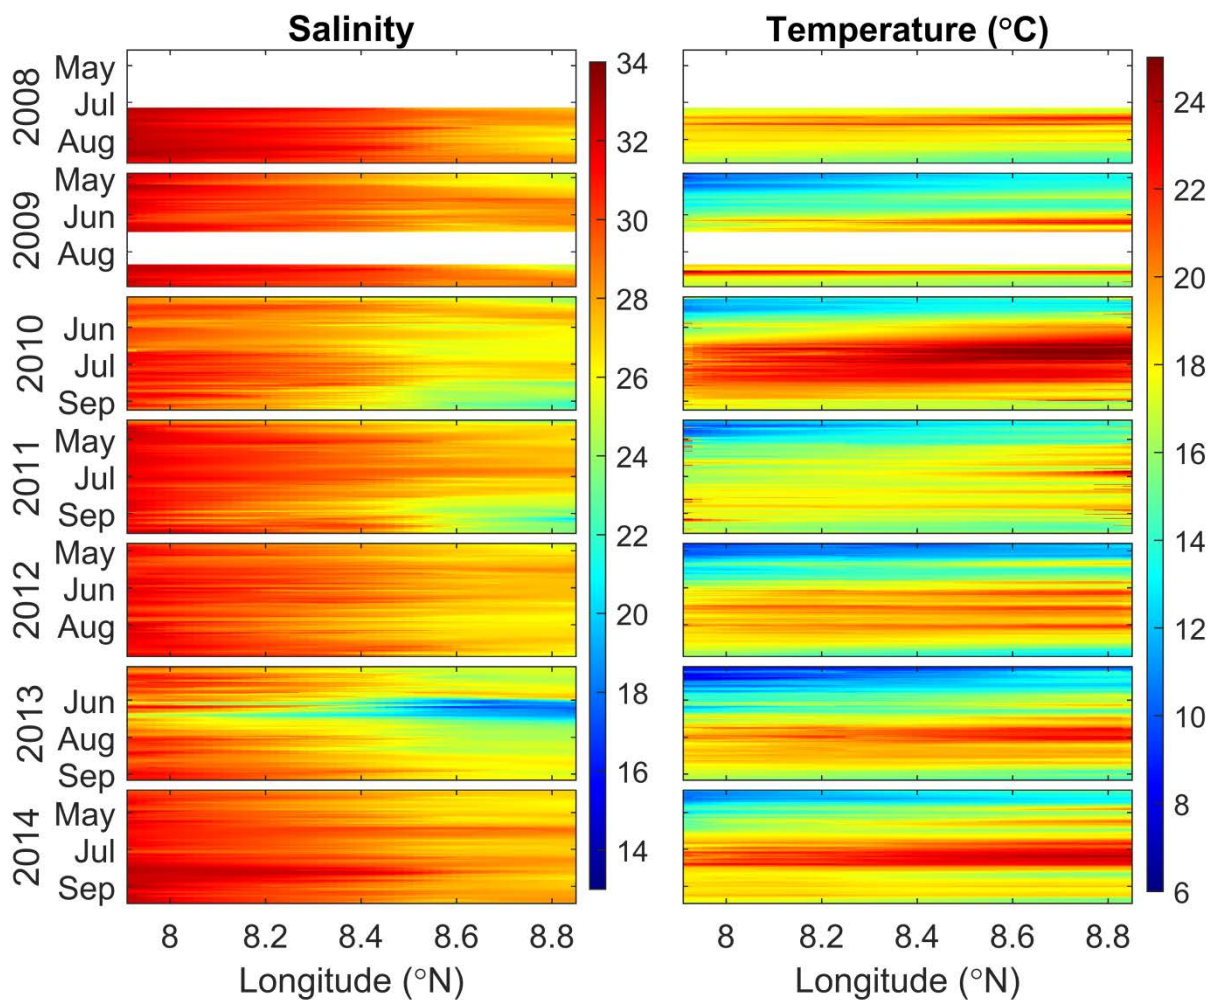 Salinity
Temperature (°C)
2008
May
Jul
Aug
2009
May
Jun
Aug
2010
Jun
Jul
Sep
2011
May
Jul
Sep
2012
May
Jun
Aug
2013
Jun
Aug
Sep
2014
May
Jul
Sep
34
32
30
28
26
24
22
20
18
16
14
24
22
20
18
16
14
12
10
8
6
8 8.2 8.4 8.6 8.8
8 8.2 8.4 8.6 8.8
Longitude (°N)
Longitude (°N)